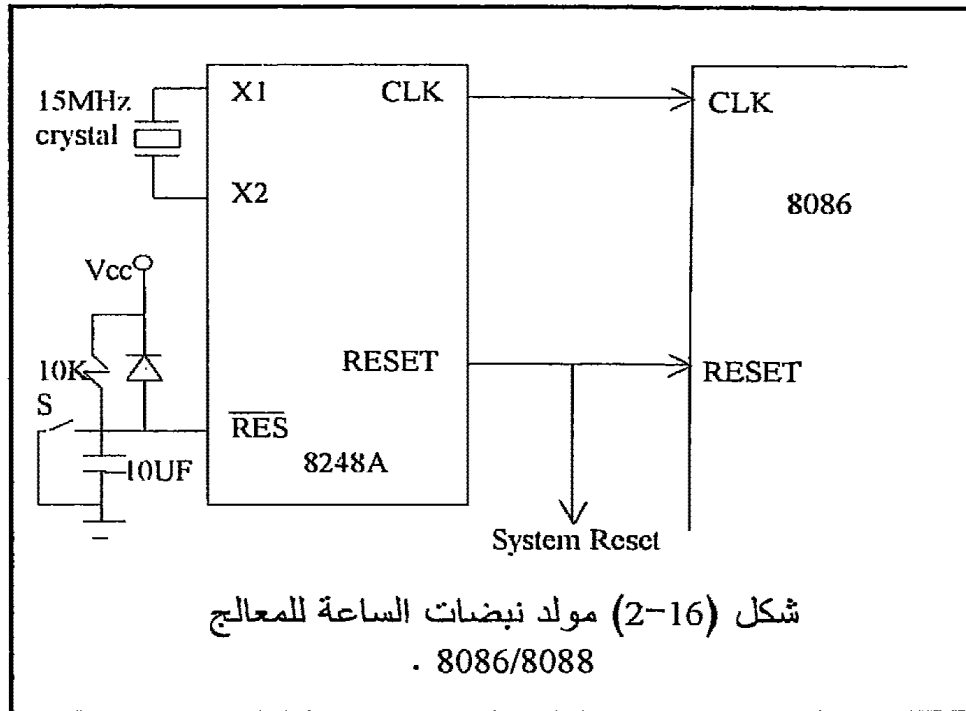 15MHz
crystal
X1
CLK
X2
CLK
8086
Vcc
10K
S
RESET
RESET
RES
10UF
8248A
System Reset
شكل (2-16) مولد نبضات الساعة للمعالج
8086/8088 .